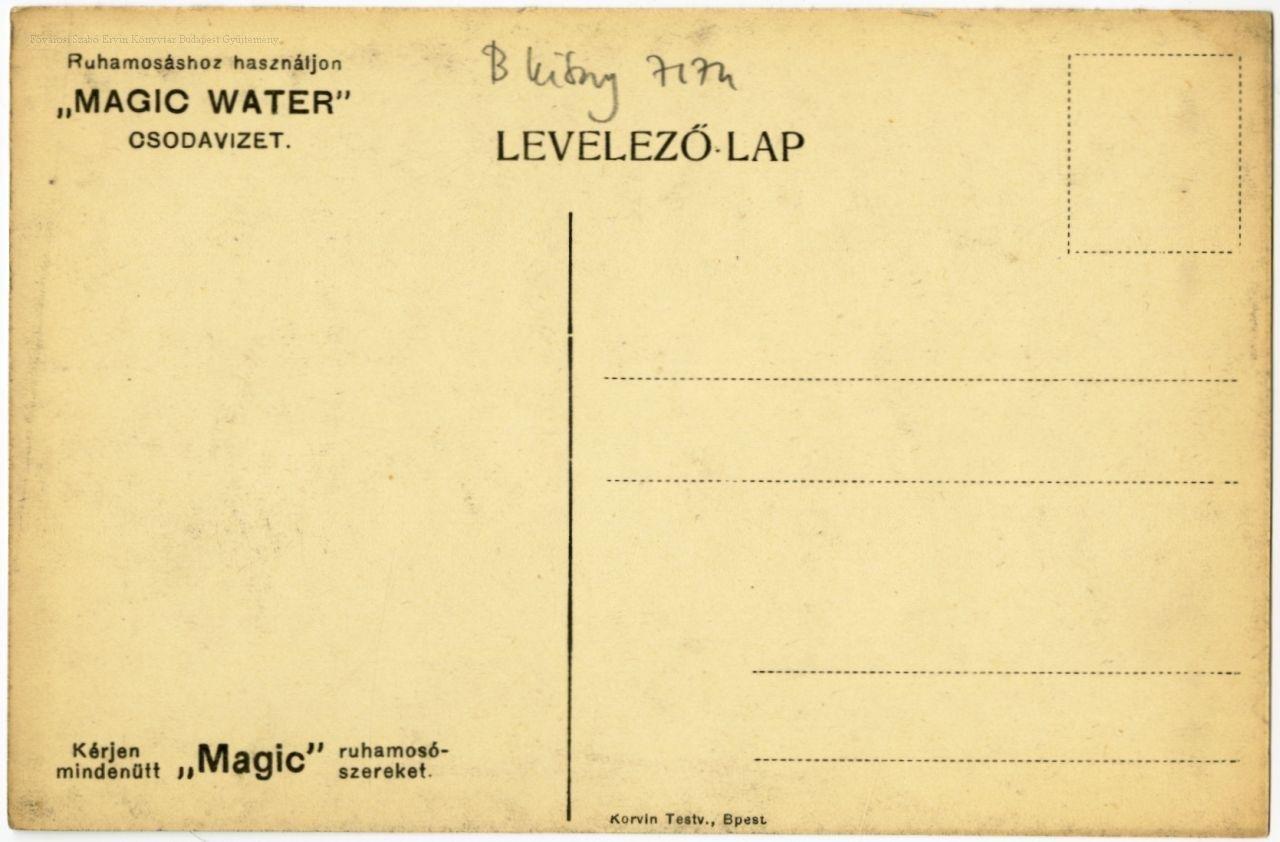 Fővárosi Szabó Ervin Könyvtár Budapest Gyűjtemény
Ruhamosáshoz használjon
„MAGIC WATER”
CSODAVIZET.
B
LEVELEZŐ-LAP
Kérjen mindenütt „Magic” ruhamosó-
szereket.
Korvin Testv., Bpest